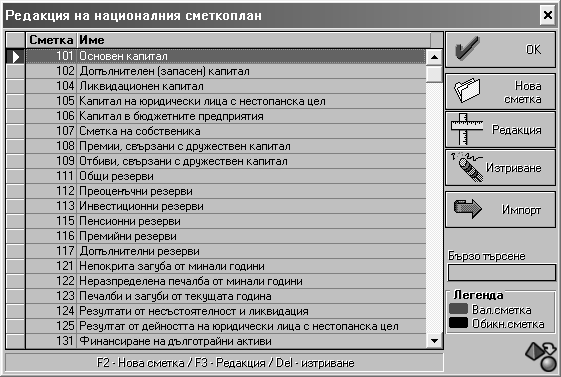 Редакция на националния сметкоплан
Сметка Име
101 Основен капитал
102 Допълнителен (запасен) капитал
104 Ликвидационен капитал
105 Капитал на юридически лица с нестопанска цел
106 Капитал в бюджетните предприятия
107 Сметка на собственика
108 Премии, свързани с дружествен капитал
109 Отбиви, свързани с дружествен капитал
111 Общи резерви
112 Преоценъчни резерви
113 Инвестиционни резерви
115 Пенсионни резерви
116 Премийни резерви
117 Допълнителни резерви
121 Непокрита загуба от минали години
122 Неразпределена печалба от минали години
123 Печалби и загуби от текущата година
124 Резултати от несъстоятелност и ликвидация
125 Резултат от дейността на юридически лица с нестопанска цел
131 Финансиране на дълготрайни активи
F2 - Нова сметка / F3 - Редакция / Del - изтриване
OK
Нова
сметка
Редакция
Изтриване
Импорт
Бързо търсене
Легенда
Вал.сметка
Обикн.сметка